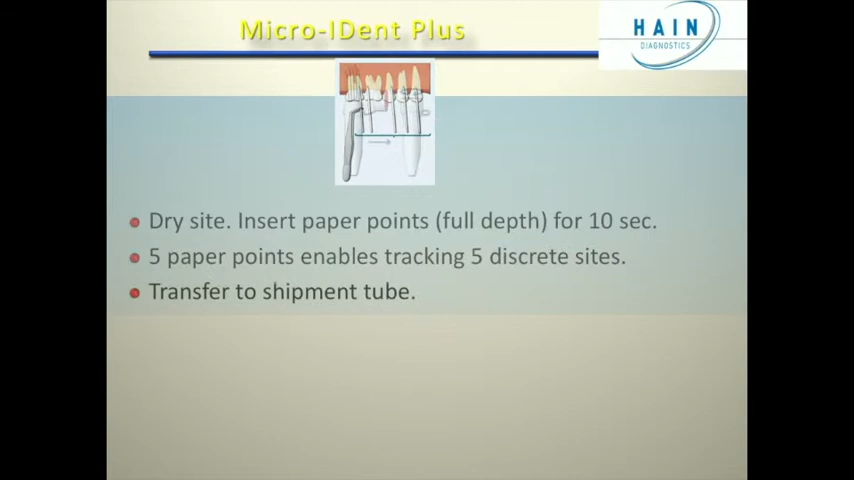 Micro-IDent Plus
HAIN
DIAGNOSTICS
Dry site. Insert paper points (full depth) for 10 sec.
5 paper points enables tracking 5 discrete sites.
Transfer to shipment tube.